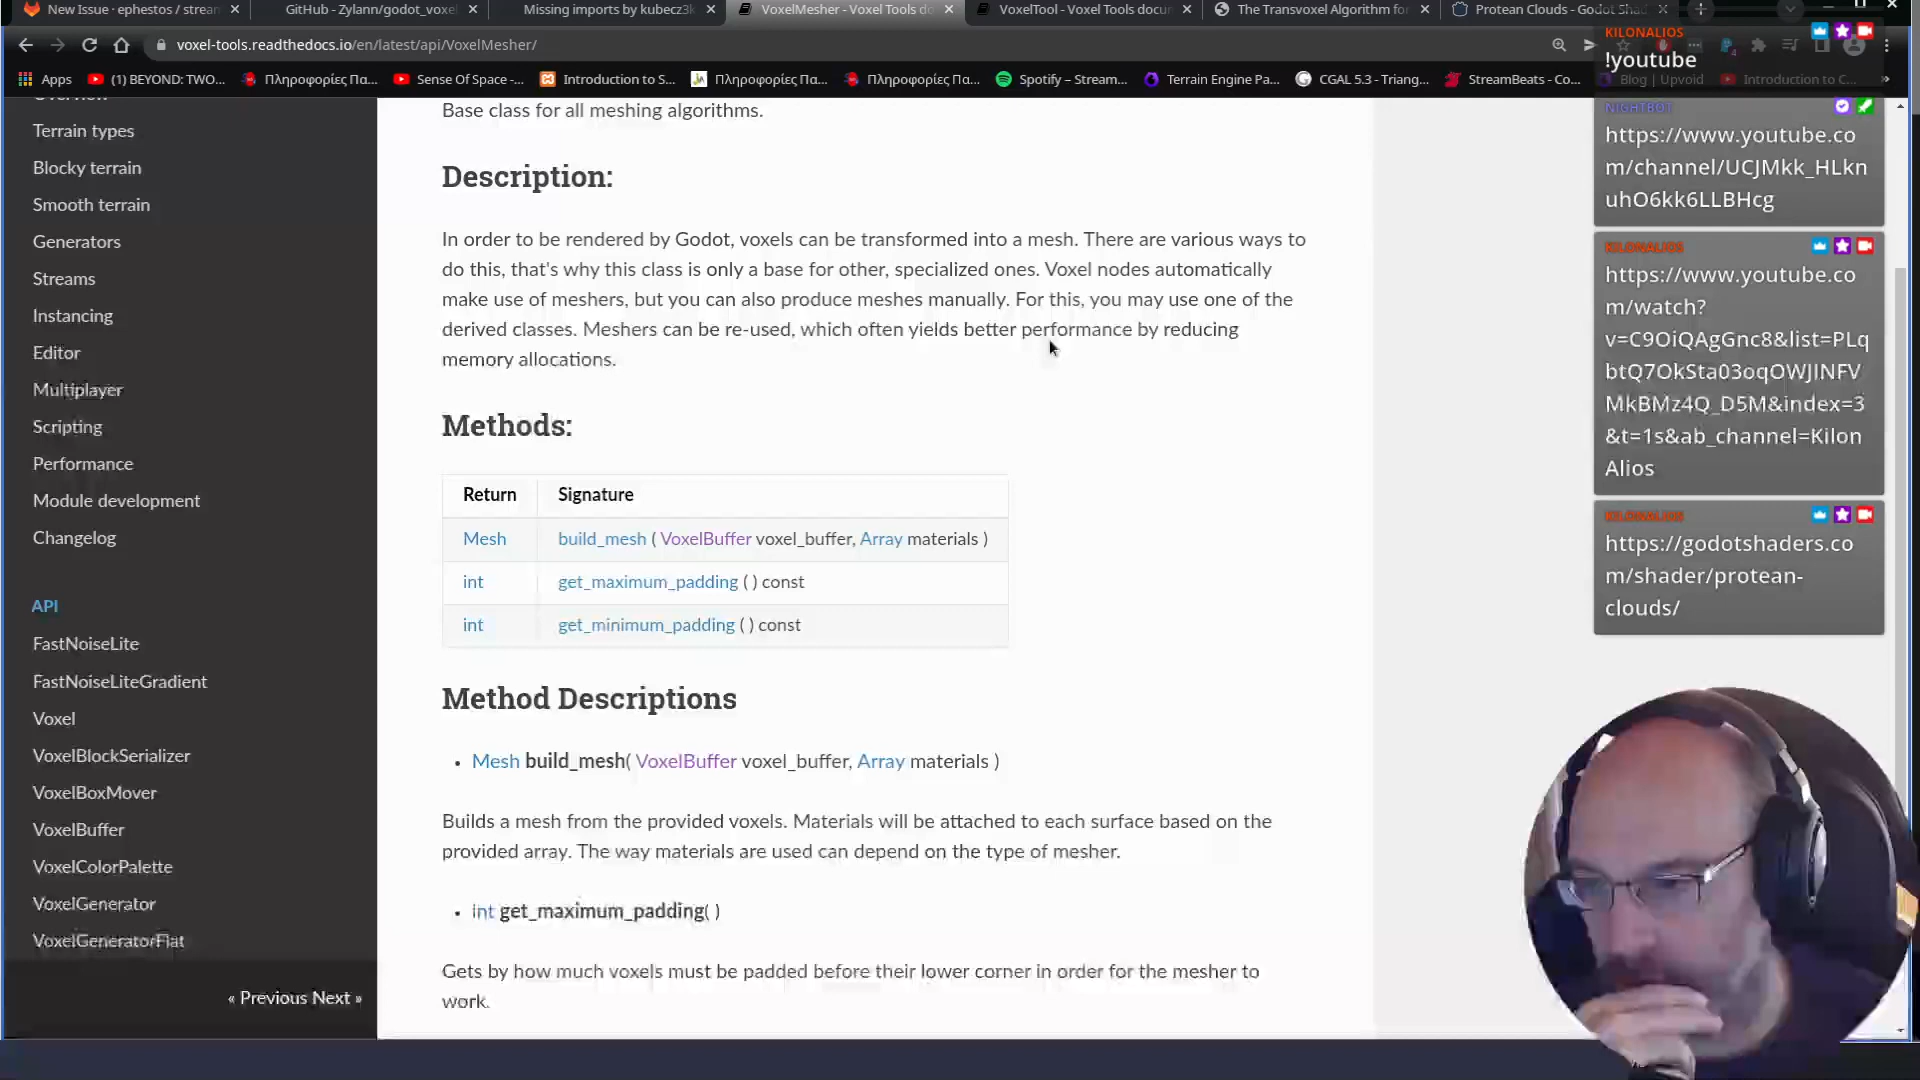 New Issue · ephestos / stream
GitHub - Zylann/godot_voxel
Missing imports by kubecz3k
VoxelMesher - Voxel Tools do
VoxelTool - Voxel Tools docum
The Transvoxel Algorithm for
Protean Clouds - Godot Shad
voxel-tools.readthedocs.io/en/latest/api/VoxelMesher/
Apps
(1) BEYOND: TWO...
Πληροφορίες Πα...
Sense Of Space -...
Introduction to S...
Πληροφορίες Πα...
Πληροφορίες Πα...
Spotify – Stream...
Terrain Engine Pa...
CGAL 5.3 - Triang...
StreamBeats - Co...
Blog | Upvoid
Introduction to C...
»
Overview
Terrain types
Blocky terrain
Smooth terrain
Generators
Streams
Instancing
Editor
Multiplayer
Scripting
Performance
Module development
Changelog
API
FastNoiseLite
FastNoiseLiteGradient
Voxel
VoxelBlockSerializer
VoxelBoxMover
VoxelBuffer
VoxelColorPalette
VoxelGenerator
VoxelGeneratorFlat
« Previous Next »
Base class for all meshing algorithms.
Description:
In order to be rendered by Godot, voxels can be transformed into a mesh. There are various ways to
do this, that's why this class is only a base for other, specialized ones. Voxel nodes automatically
make use of meshers, but you can also produce meshes manually. For this, you may use one of the
derived classes. Meshers can be re-used, which often yields better performance by reducing
memory allocations.
Methods:
Return Signature
Mesh build_mesh ( VoxelBuffer voxel_buffer, Array materials )
int get_maximum_padding ( ) const
int get_minimum_padding ( ) const
Method Descriptions
• Mesh build_mesh( VoxelBuffer voxel_buffer, Array materials )
Builds a mesh from the provided voxels. Materials will be attached to each surface based on the
provided array. The way materials are used can depend on the type of mesher.
• int get_maximum_padding( )
Gets by how much voxels must be padded before their lower corner in order for the mesher to
work.
KILONALIOS
!youtube
NIGHTBOT
https://www.youtube.co
m/channel/UCJMkk_HLkn
uhO6kk6LLBHcg
KILONALIOS
https://www.youtube.co
m/watch?
v=C9OiQAgGnc8&list=PLq
btQ7OkSta03oqOWJINFV
MkBMz4Q_D5M&index=3
&t=1s&ab_channel=Kilon
Alios
KILONALIOS
https://godotshaders.co
m/shader/protean-
clouds/